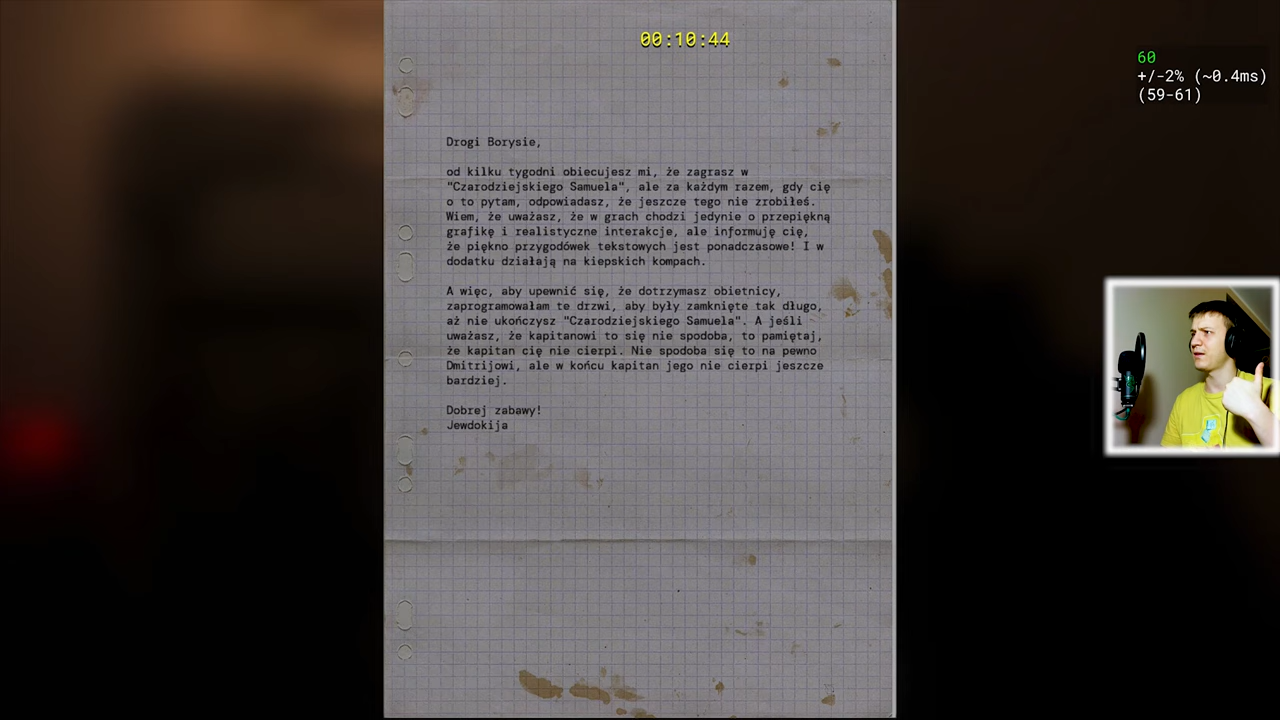 00:10:44
60
+/-2% (~0.4ms)
(59-61)
Drogi Borysie,
od kilku tygodni obiecujesz mi, że zagrasz w
"Czarodziejskiego Samuela", ale za każdym razem, gdy cię
o to pytam, odpowiadasz, że jeszcze tego nie zrobiłeś.
Wiem, że uważasz, że w grach chodzi jedynie o przepiękną
grafikę i realistyczne interakcje, ale informuję cię,
że piękno przygodówek tekstowych jest ponadczasowe! I w
dodatku działają na kiepskich kompach.
A więc, aby upewnić się, że dotrzymasz obietnicy,
zaprogramowałam te drzwi, aby były zamknięte tak długo,
aż nie ukończysz "Czarodziejskiego Samuela". A jeśli
uważasz, że kapitanowi to się nie spodoba, to pamiętaj,
że kapitan cię nie cierpi. Nie spodoba się to na pewno
Dmitrijowi, ale w końcu kapitan jego nie cierpi jeszcze
bardziej.
Dobrej zabawy!
Jewdokija